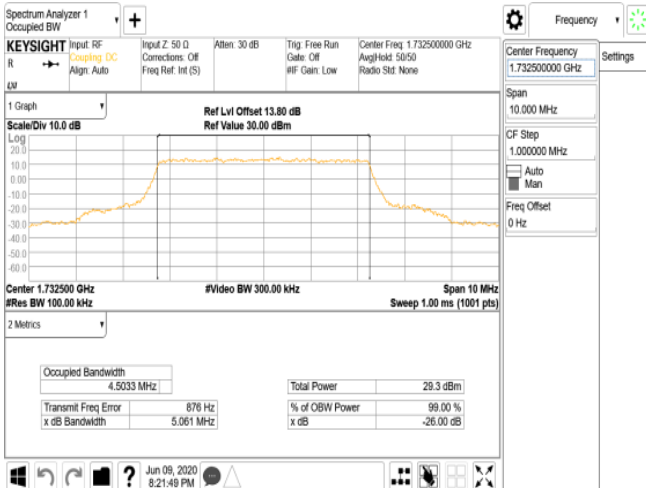 Spectrum Analyzer 1
Occupied BW
Frequency
KEYSIGHT
R
Input: RF
Coupling: DC
Align: Auto
Input Z: 50 Ω
Corrections: Off
Freq Ref: Int (S)
Atten: 30 dB
Trig: Free Run
Gate: Off
#IF Gain: Low
Center Freq: 1.732500000 GHz
Avg|Hold: 50/50
Radio Std: None
Center Frequency
1.732500000 GHz
Settings
Span
10.000 MHz
CF Step
1.000000 MHz
Auto
Man
Freq Offset
0 Hz
1 Graph
Scale/Div 10.0 dB
Ref Lvl Offset 13.80 dB
Ref Value 30.00 dBm
Log
20.0
10.0
0.00
-10.0
-20.0
-30.0
-40.0
-50.0
-60.0
Center 1.732500 GHz
#Res BW 100.00 kHz
#Video BW 300.00 kHz
Span 10 MHz
Sweep 1.00 ms (1001 pts)
2 Metrics
Occupied Bandwidth
4.5033 MHz
Total Power 29.3 dBm
Transmit Freq Error 876 Hz
% of OBW Power 99.00 %
x dB Bandwidth 5.061 MHz
x dB -26.00 dB
?
Jun 09, 2020
8:21:49 PM